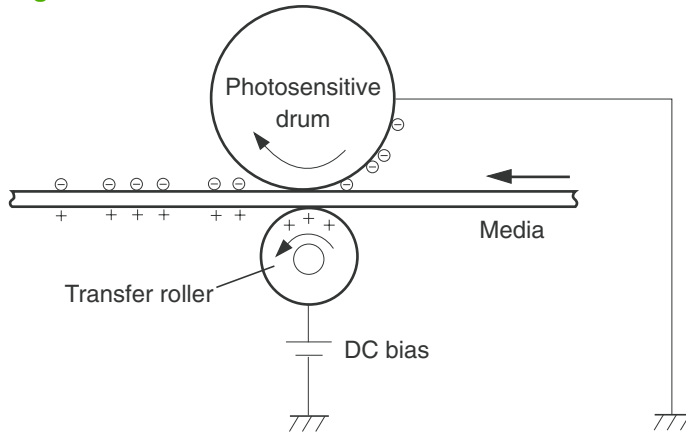 Photosensitive
drum
Media
Transfer roller
DC bias